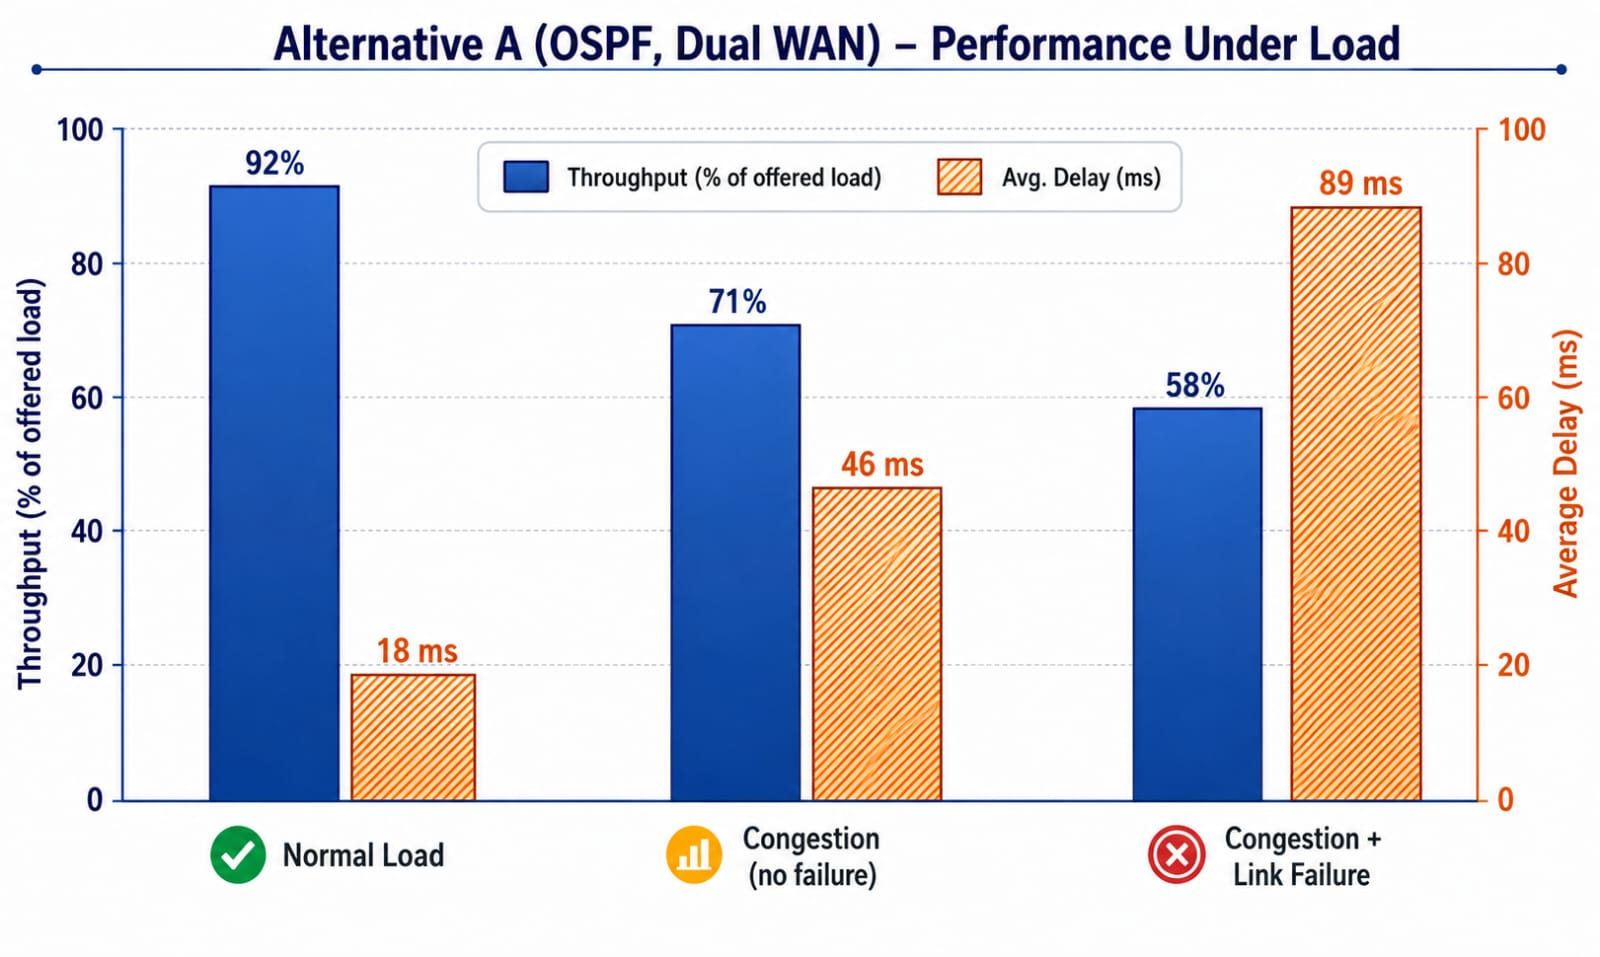 Alternative A (OSPF, Dual WAN) – Performance Under Load
Throughput (% of offered load)
Avg. Delay (ms)
Throughput (% of offered load)
100
80
60
40
20
0
92%
18 ms
71%
46 ms
58%
89 ms
100
80
60
40
20
0
Average Delay (ms)
Normal Load
Congestion
(no failure)
Congestion +
Link Failure